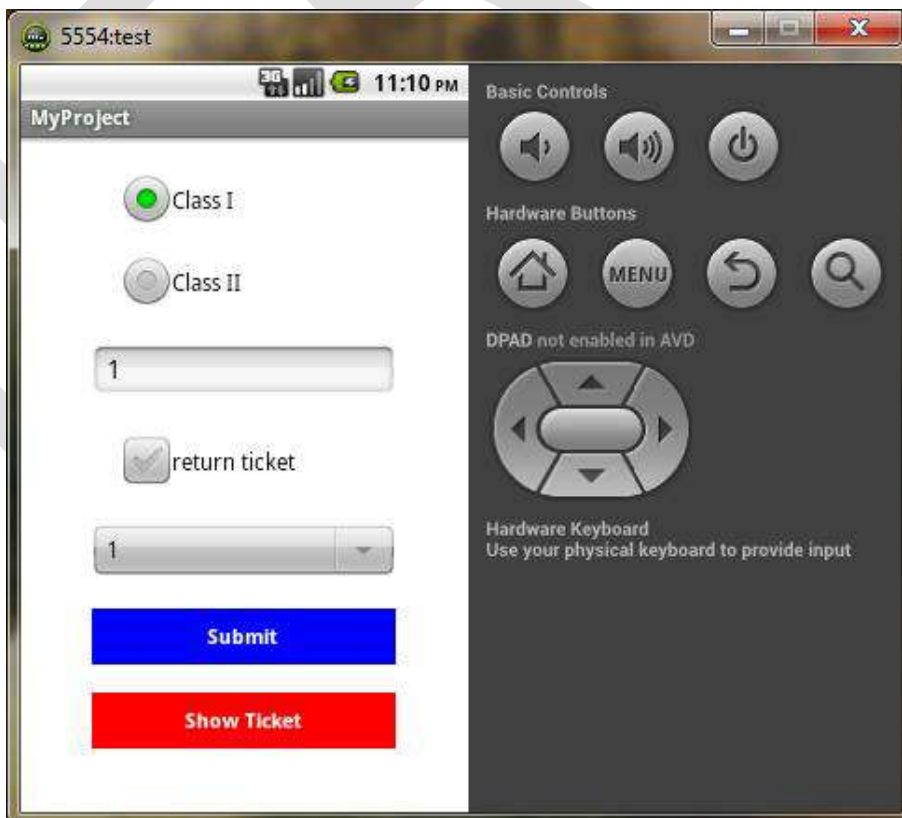 5554:test
3G
11:10 PM
MyProject
Class I
Class II
1
return ticket
1
Submit
Show Ticket
Basic Controls
Hardware Buttons
MENU
DPAD not enabled in AVD
Hardware Keyboard
Use your physical keyboard to provide input